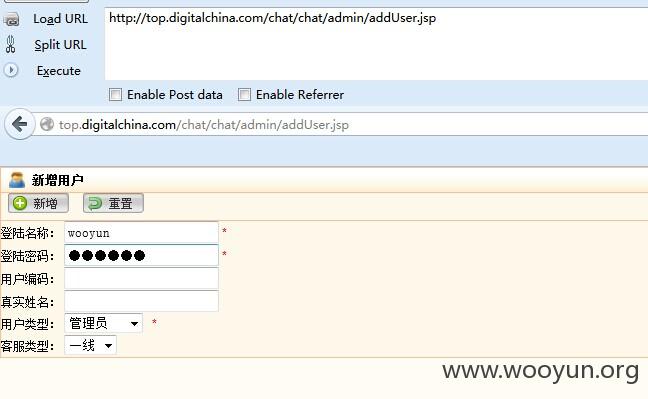 Load URL
http://top.digitalchina.com/chat/chat/admin/addUser.jsp
Split URL
Execute
Enable Post data Enable Referrer
top.digitalchina.com/chat/chat/admin/addUser.jsp
新增用户
新增 重置
登陆名称: wooyun *
登陆密码: ●●●●●● *
用户编码:
真实姓名:
用户类型: 管理员 *
客服类型: 一线
www.wooyun.org